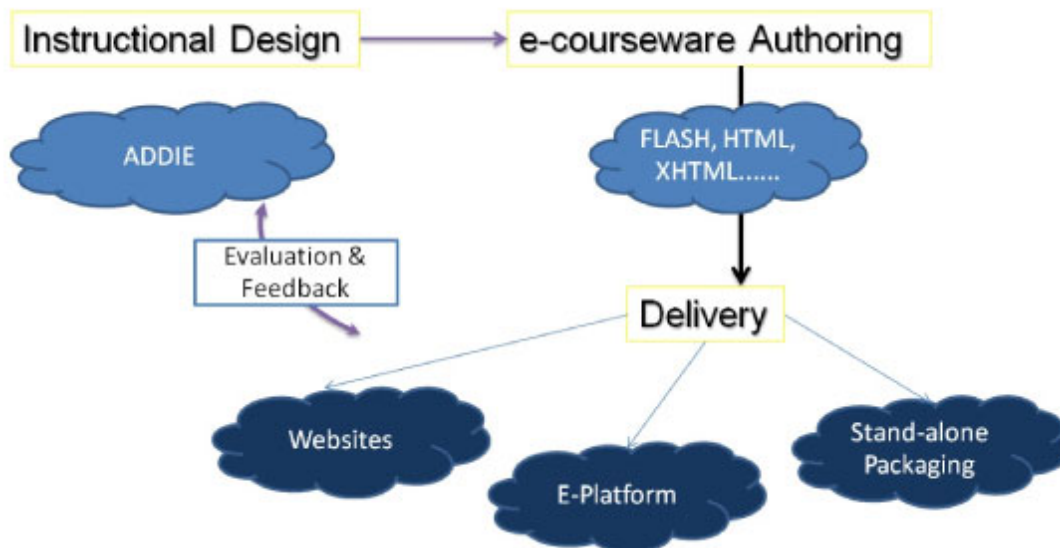 Instructional Design
e-courseware Authoring
ADDIE
FLASH, HTML,
XHTML......
Evaluation &
Feedback
Delivery
Websites
E-Platform
Stand-alone
Packaging